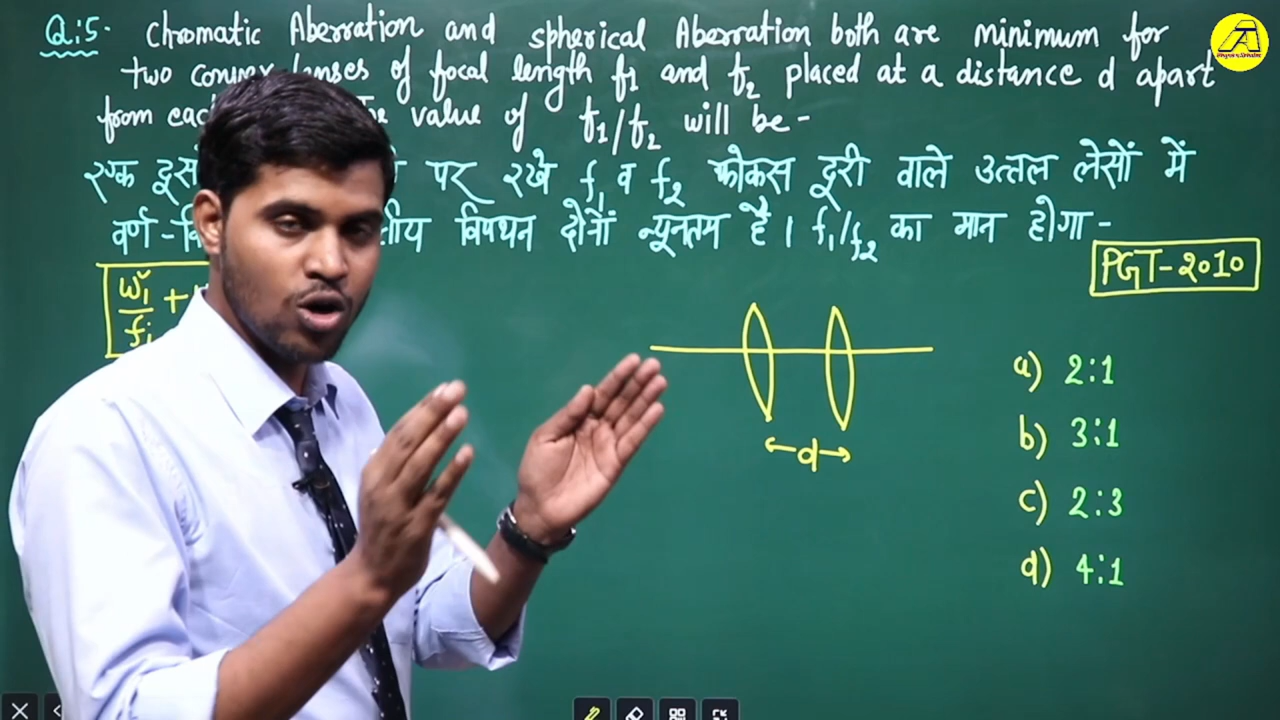 Q:5- Chromatic Aberration and spherical Aberration both are minimum for
two convex lenses of focal length f₁ and f₂ placed at a distance d apart
from value of f₁/f₂ will be -
एक पर रखे f₁ व f₂ फोकस दूरी वाले उत्तल लेंसों में
वर्ण- विपथन दोनों न्यूनतम है। f₁/f₂ का मान होगा -
PGT-2010
ω₁/f₁ +
d
a) 2:1
b) 3:1
c) 2:3
d) 4:1